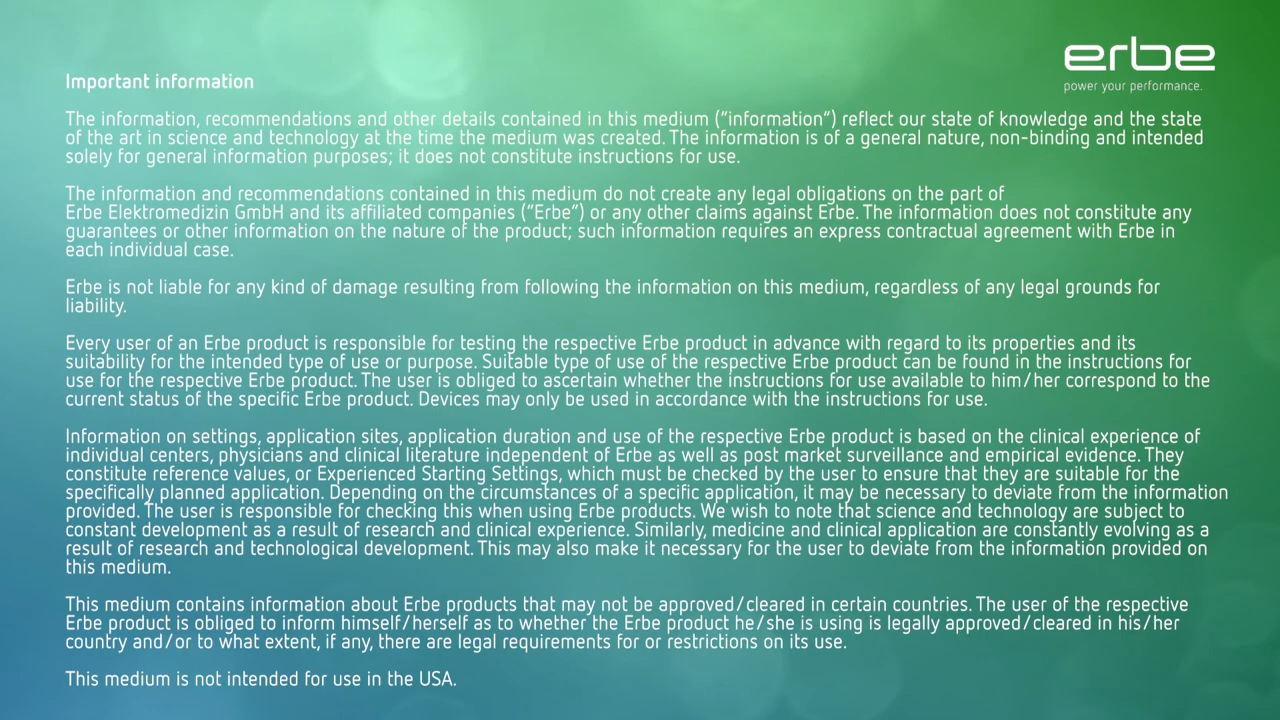 erbe
power your performance.
Important information
The information, recommendations and other details contained in this medium ("information") reflect our state of knowledge and the state
of the art in science and technology at the time the medium was created. The information is of a general nature, non-binding and intended
solely for general information purposes; it does not constitute instructions for use.
The information and recommendations contained in this medium do not create any legal obligations on the part of
Erbe Elektromedizin GmbH and its affiliated companies ("Erbe") or any other claims against Erbe. The information does not constitute any
guarantees or other information on the nature of the product; such information requires an express contractual agreement with Erbe in
each individual case.
Erbe is not liable for any kind of damage resulting from following the information on this medium, regardless of any legal grounds for
liability.
Every user of an Erbe product is responsible for testing the respective Erbe product in advance with regard to its properties and its
suitability for the intended type of use or purpose. Suitable type of use of the respective Erbe product can be found in the instructions for
use for the respective Erbe product. The user is obliged to ascertain whether the instructions for use available to him/her correspond to the
current status of the specific Erbe product. Devices may only be used in accordance with the instructions for use.
Information on settings, application sites, application duration and use of the respective Erbe product is based on the clinical experience of
individual centers, physicians and clinical literature independent of Erbe as well as post market surveillance and empirical evidence. They
constitute reference values, or Experienced Starting Settings, which must be checked by the user to ensure that they are suitable for the
specifically planned application. Depending on the circumstances of a specific application, it may be necessary to deviate from the information
provided. The user is responsible for checking this when using Erbe products. We wish to note that science and technology are subject to
constant development as a result of research and clinical experience. Similarly, medicine and clinical application are constantly evolving as a
result of research and technological development. This may also make it necessary for the user to deviate from the information provided on
this medium.
This medium contains information about Erbe products that may not be approved/cleared in certain countries. The user of the respective
Erbe product is obliged to inform himself/herself as to whether the Erbe product he/she is using is legally approved/cleared in his/her
country and/or to what extent, if any, there are legal requirements for or restrictions on its use.
This medium is not intended for use in the USA.